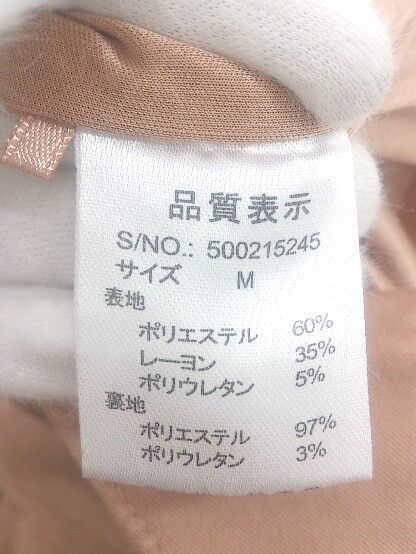 品質表示
S/NO.: 500215245
サイズ M
表地
ポリエステル 60%
レーヨン 35%
ポリウレタン 5%
裏地
ポリエステル 97%
ポリウレタン 3%